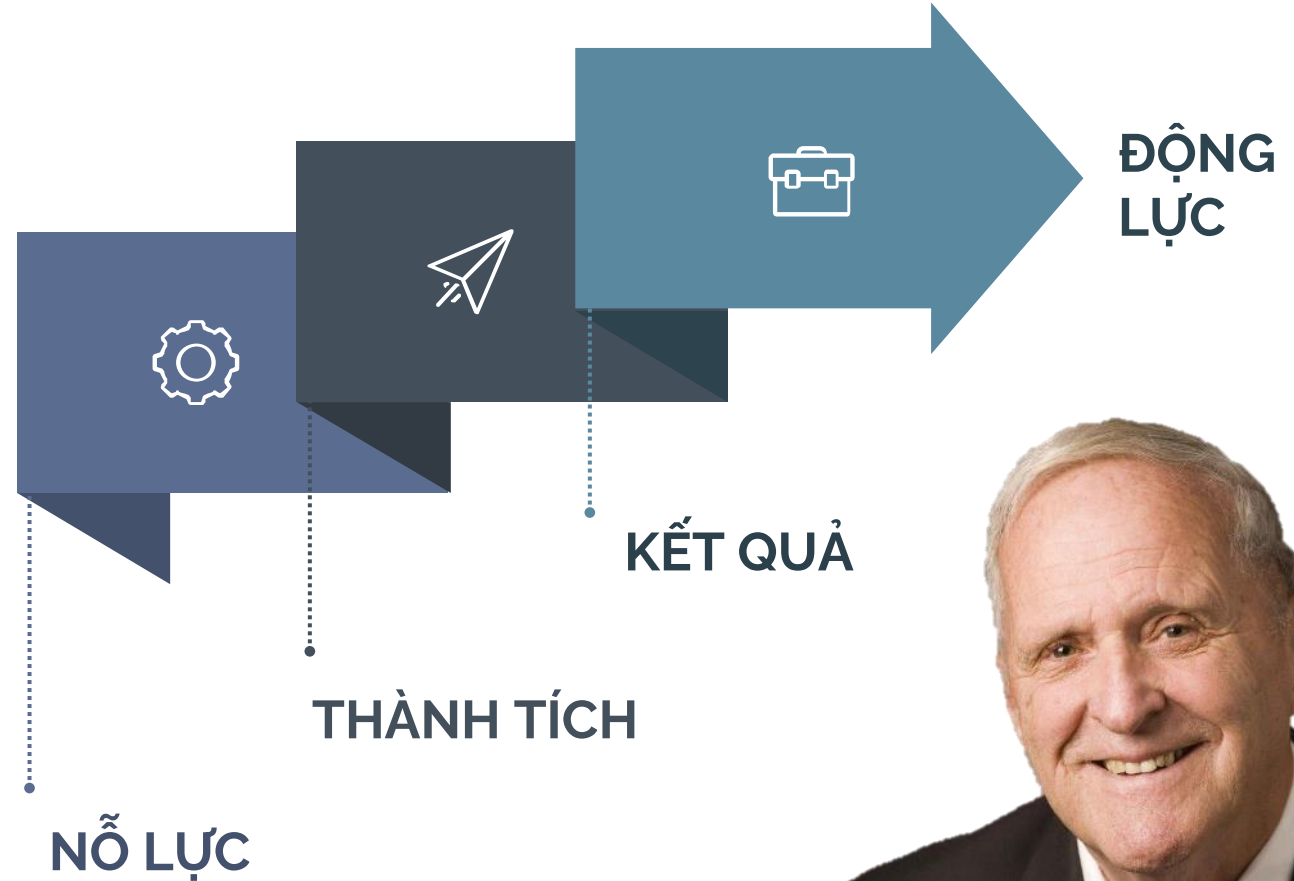 ĐỘNG
LỰC
KẾT QUẢ
THÀNH TÍCH
NỖ LỰC